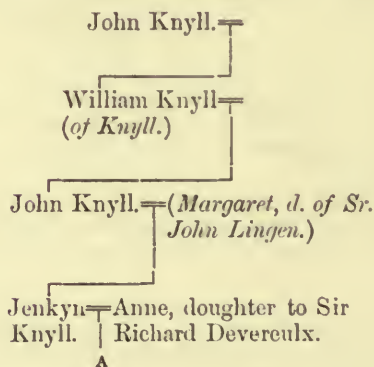 John Knyll.
William Knyll
(of Knyll.)
John Knyll. (Margaret, d. of Sr.
John Lingen.)
Jenkyn Anne, doughter to Sir
Knyll. Richard Devereulx.
A